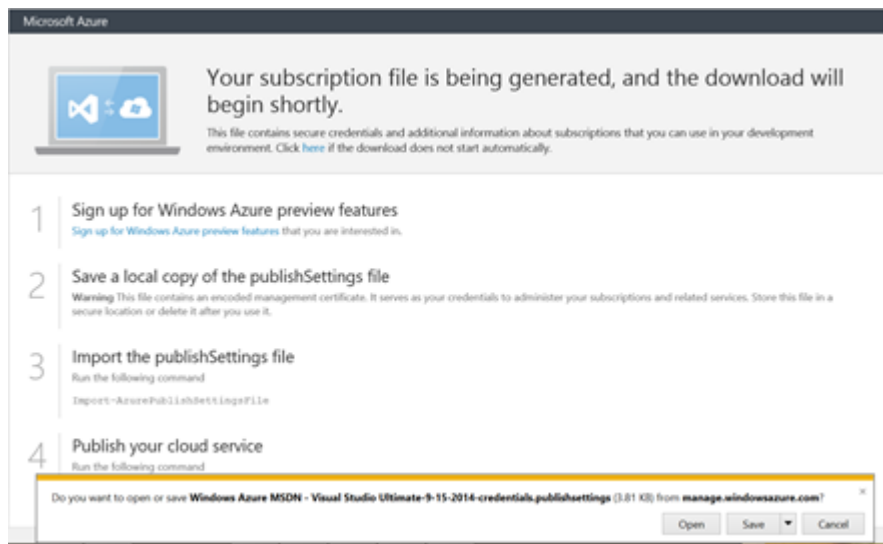 Microsoft Azure
Your subscription file is being generated, and the download will
begin shortly.
This file contains secure credentials and additional information about subscriptions that you can use in your development
environment. Click here if the download does not start automatically.
1
Sign up for Windows Azure preview features
Sign up for Windows Azure preview features that you are interested in.
2
Save a local copy of the publishSettings file
Warning This file contains an encoded management certificate. It serves as your credentials to administer your subscriptions and related services. Store this file in a
secure location or delete it after you use it.
3
Import the publishSettings file
Run the following command
Import-AzurePublishSettingsFile
4
Publish your cloud service
Run the following command
Do you want to open or save Windows Azure MSDN - Visual Studio Ultimate-9-15-2014-credentials.publishsettings (3.81 KB) from manage.windowsazure.com?
×
Open
Save
Cancel